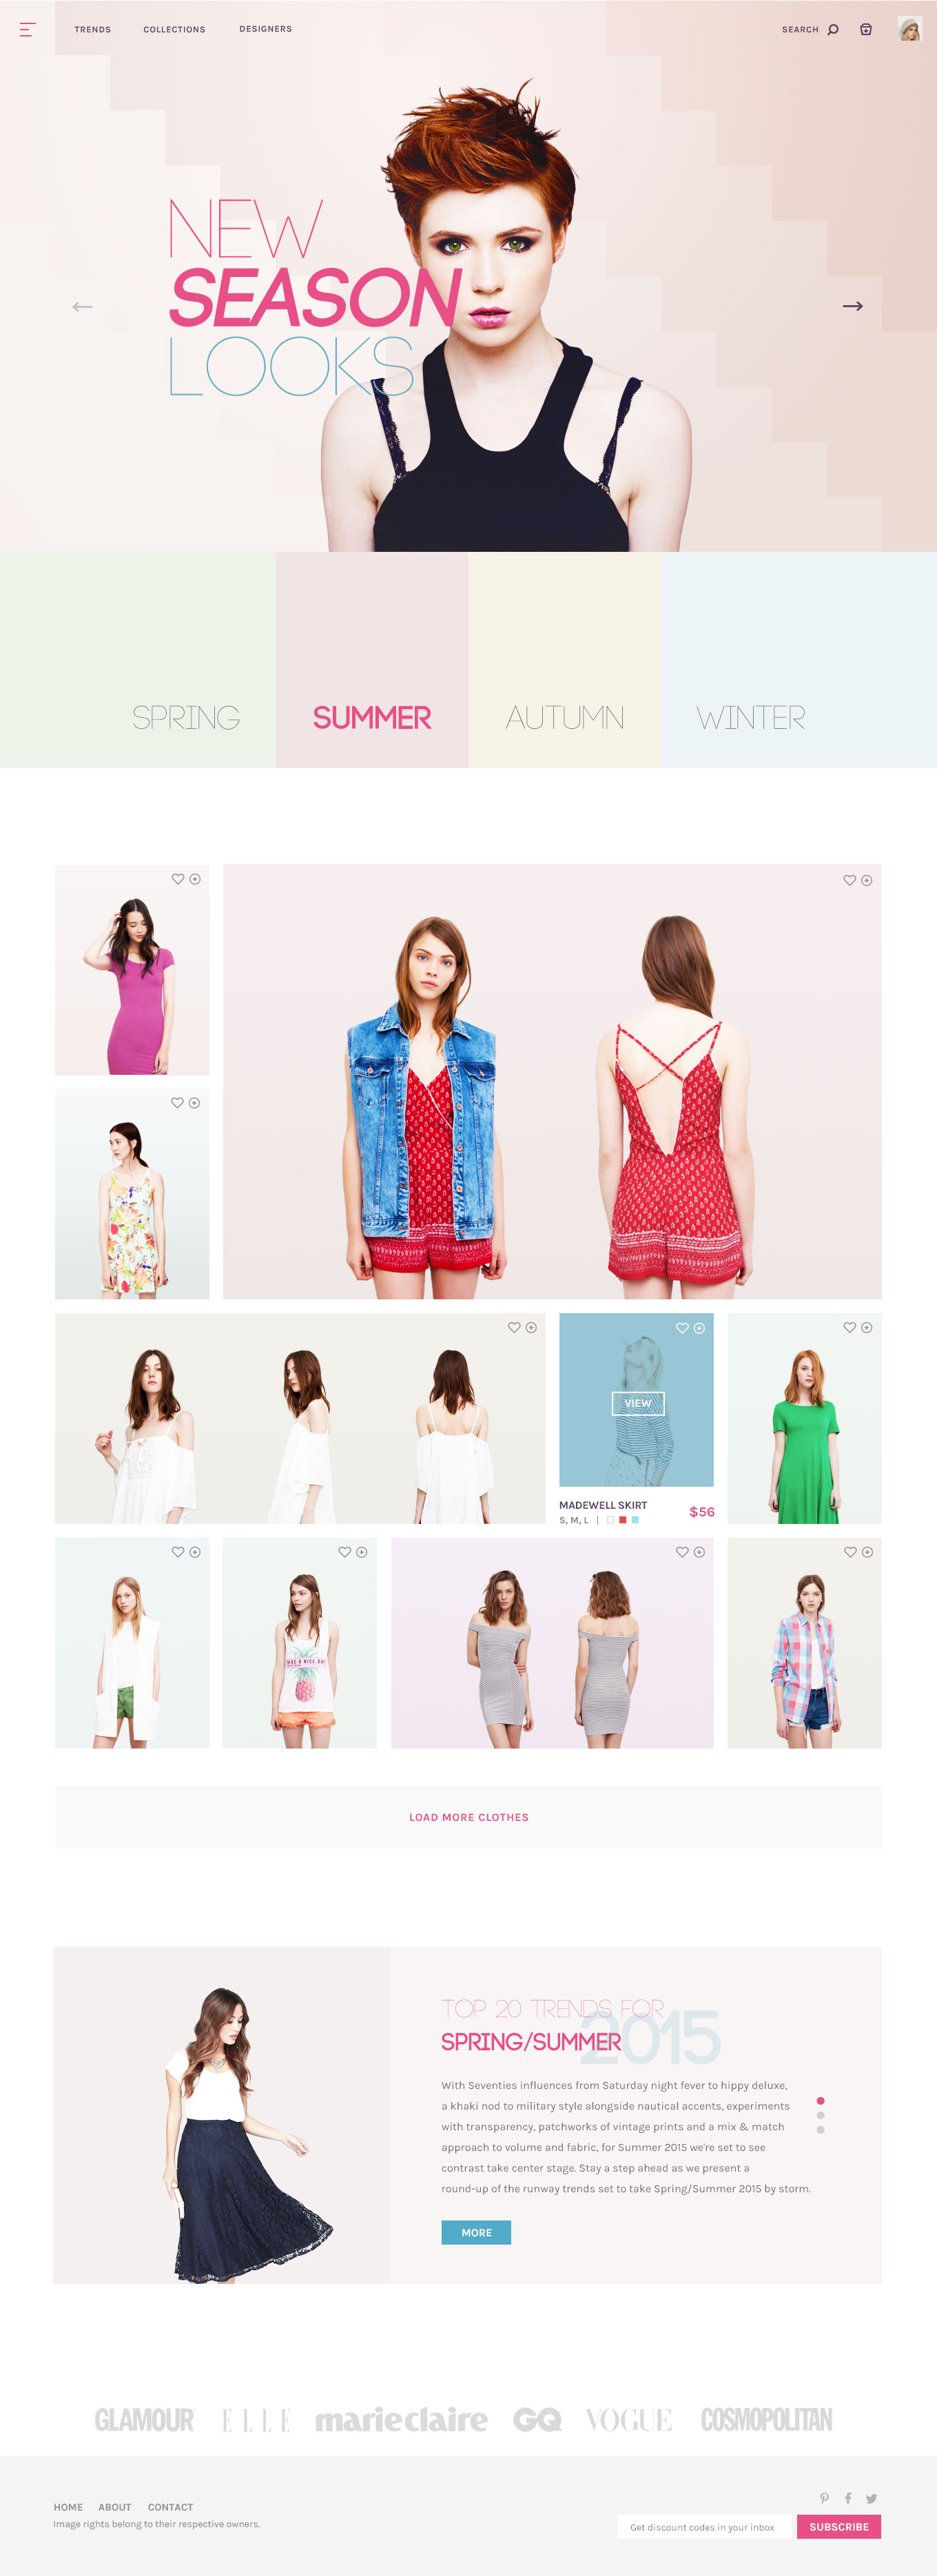 TRENDS COLLECTIONS DESIGNERS SEARCH
NEW
SEASON
LOOKS
SPRING SUMMER AUTUMN WINTER
VIEW
MADEWELL SKIRT
$56
S, M, L |
HAVE A NICE DAY
LOAD MORE CLOTHES
TOP 20 TRENDS FOR
SPRING/SUMMER 2015
With Seventies influences from Saturday night fever to hippy deluxe,
a khaki nod to military style alongside nautical accents, experiments
with transparency, patchworks of vintage prints and a mix & match
approach to volume and fabric, for Summer 2015 we're set to see
contrast take center stage. Stay a step ahead as we present a
round-up of the runway trends set to take Spring/Summer 2015 by storm.
MORE
GLAMOUR ELLE marie claire GQ VOGUE COSMOPOLITAN
HOME ABOUT CONTACT
Image rights belong to their respective owners.
Get discount codes in your inbox SUBSCRIBE